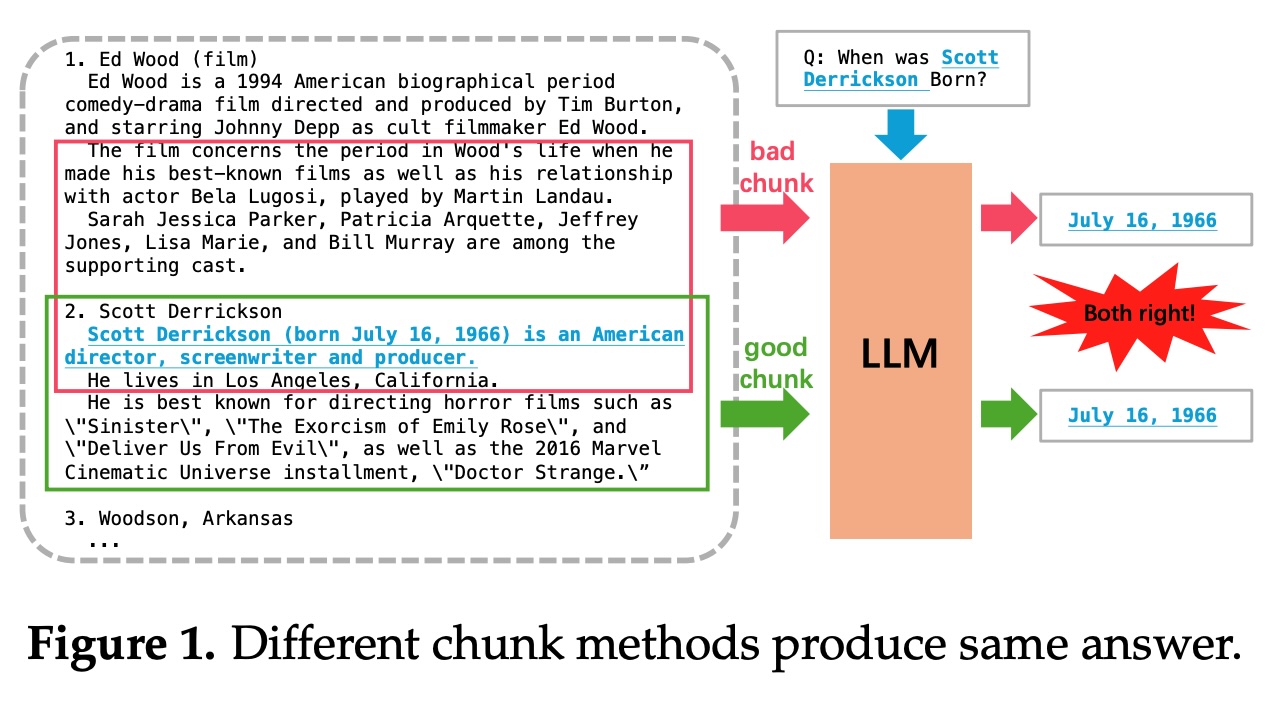 1. Ed Wood (film)
Ed Wood is a 1994 American biographical period
comedy-drama film directed and produced by Tim Burton,
and starring Johnny Depp as cult filmmaker Ed Wood.
The film concerns the period in Wood's life when he
made his best-known films as well as his relationship
with actor Bela Lugosi, played by Martin Landau.
Sarah Jessica Parker, Patricia Arquette, Jeffrey
Jones, Lisa Marie, and Bill Murray are among the
supporting cast.
2. Scott Derrickson
Scott Derrickson (born July 16, 1966) is an American
director, screenwriter and producer.
He lives in Los Angeles, California.
He is best known for directing horror films such as
\"Sinister\", \"The Exorcism of Emily Rose\", and
\"Deliver Us From Evil\", as well as the 2016 Marvel
Cinematic Universe installment, \"Doctor Strange.\”
3. Woodson, Arkansas
...
bad
chunk
good
chunk
Q: When was Scott
Derrickson Born?
LLM
July 16, 1966
Both right!
July 16, 1966
Figure 1. Different chunk methods produce same answer.